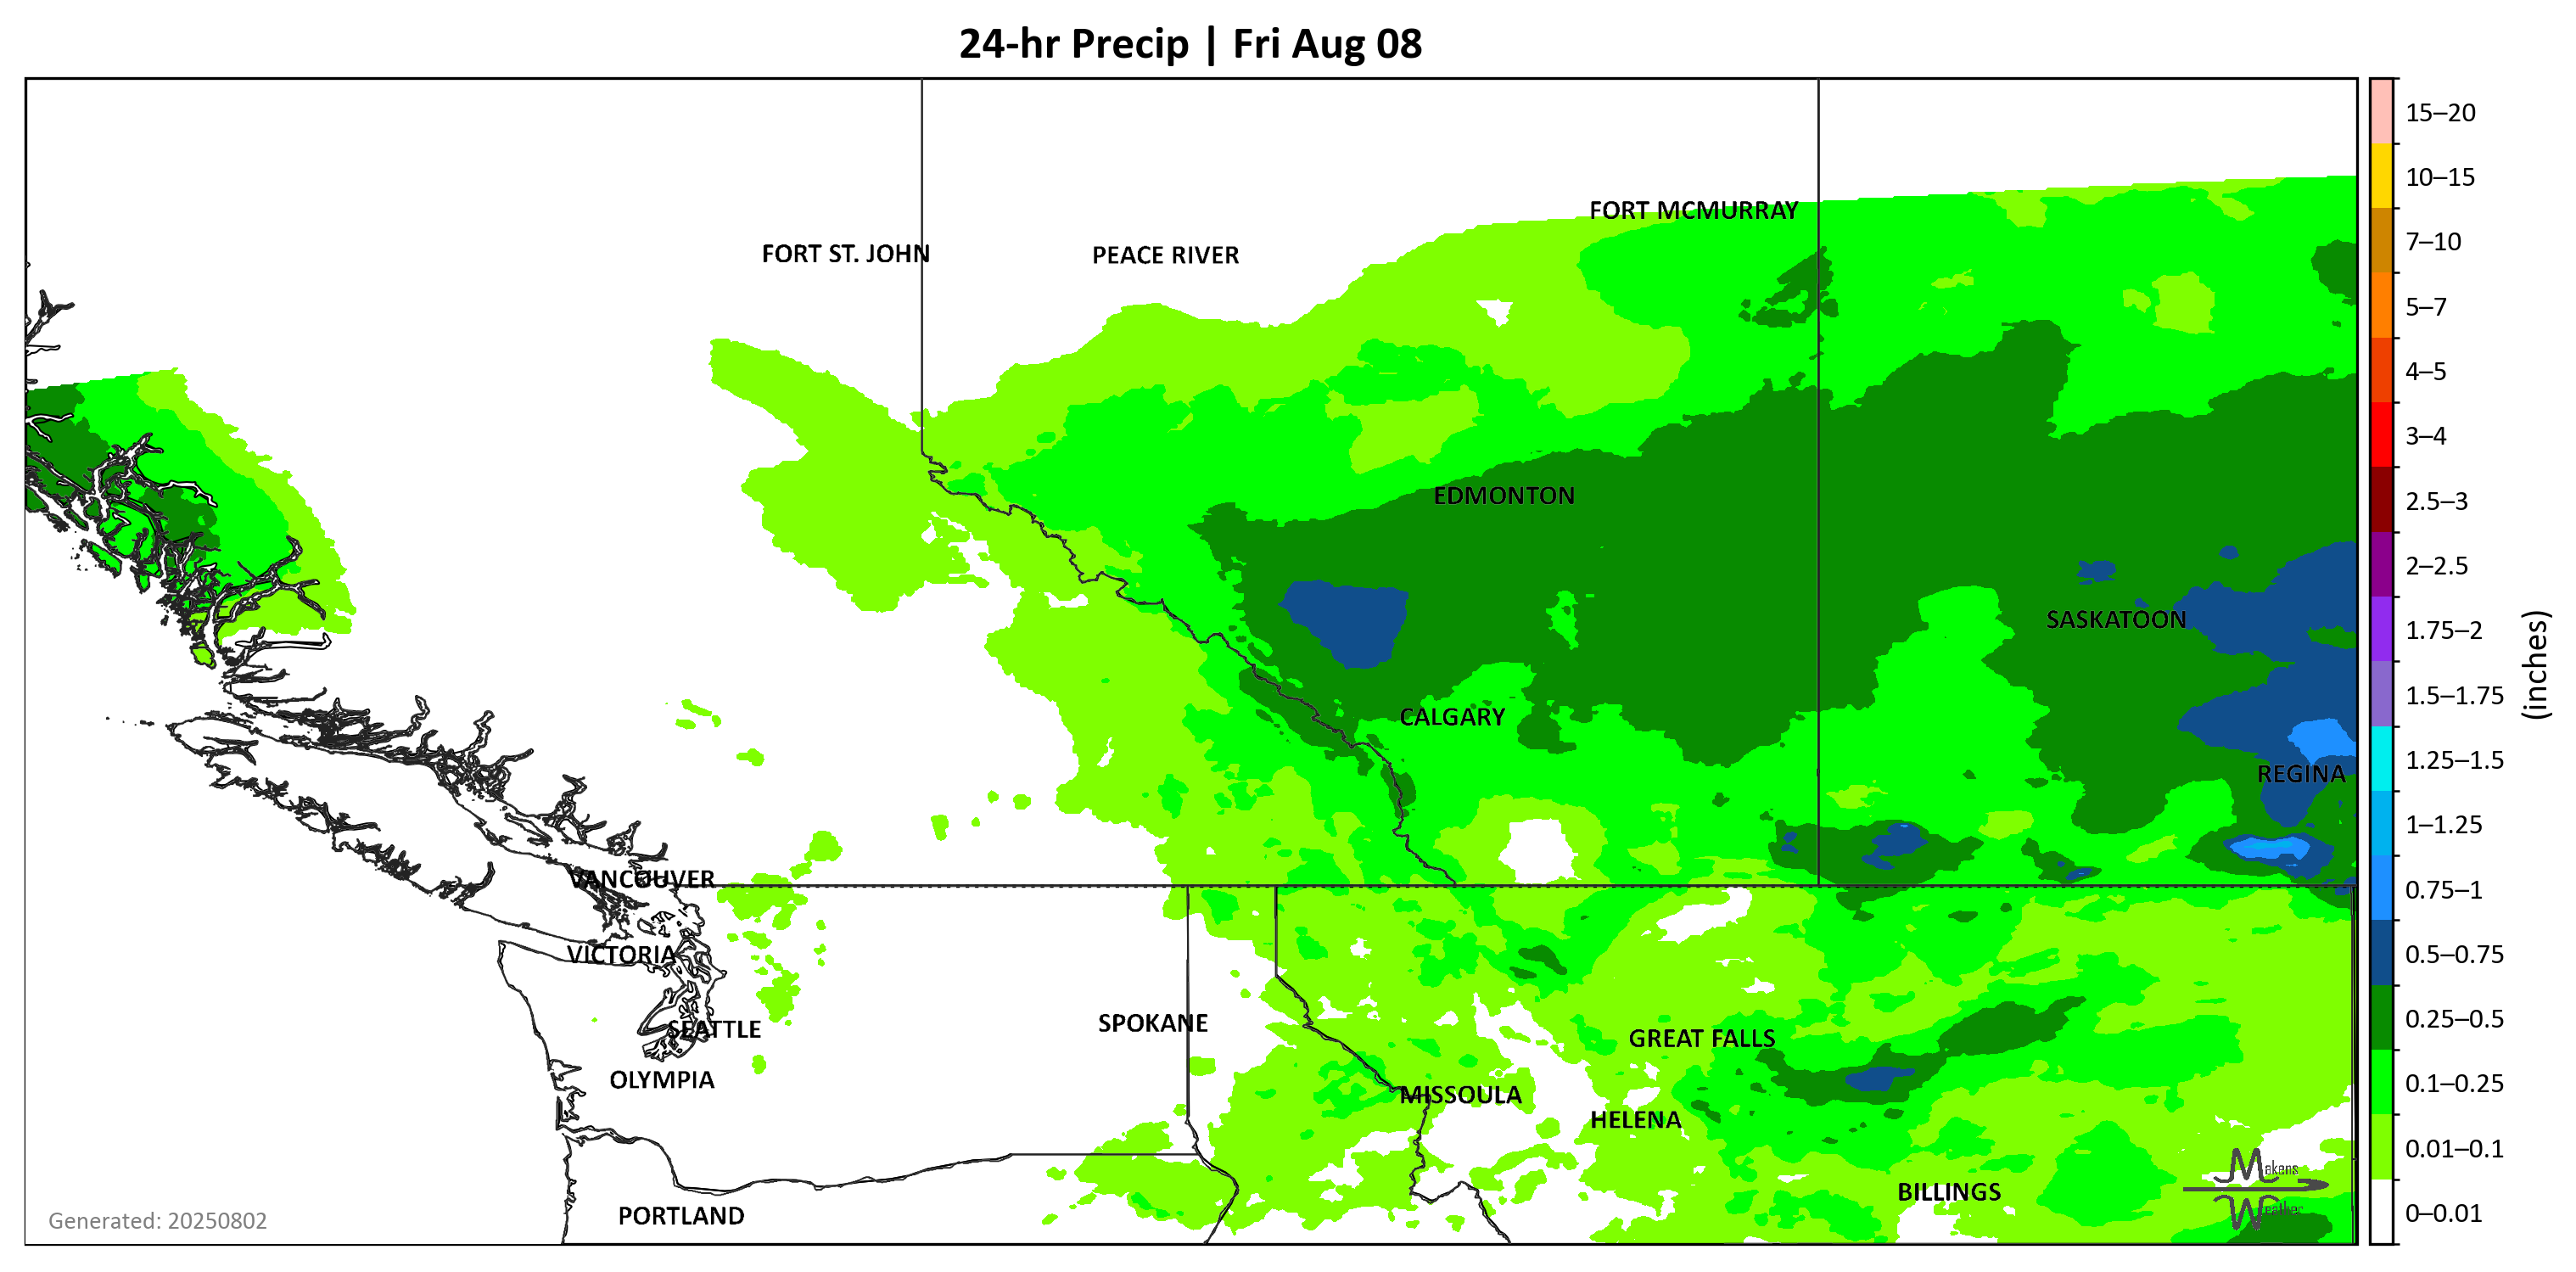 24-hr Precip | Fri Aug 08
15–20
10–15
FORT MCMURRAY
7–10
FORT ST. JOHN
PEACE RIVER
5–7
4–5
3–4
EDMONTON
2.5–3
2–2.5
SASKATOON
1.75–2
(inches)
1.5–1.75
CALGARY
1.25–1.5
REGINA
1–1.25
VANCOUVER
0.75–1
VICTORIA
0.5–0.75
SPOKANE
0.25–0.5
SEATTLE
GREAT FALLS
OLYMPIA
0.1–0.25
MISSOULA
HELENA
0.01–0.1
Makens
Weather
BILLINGS
PORTLAND
0–0.01
Generated: 20250802